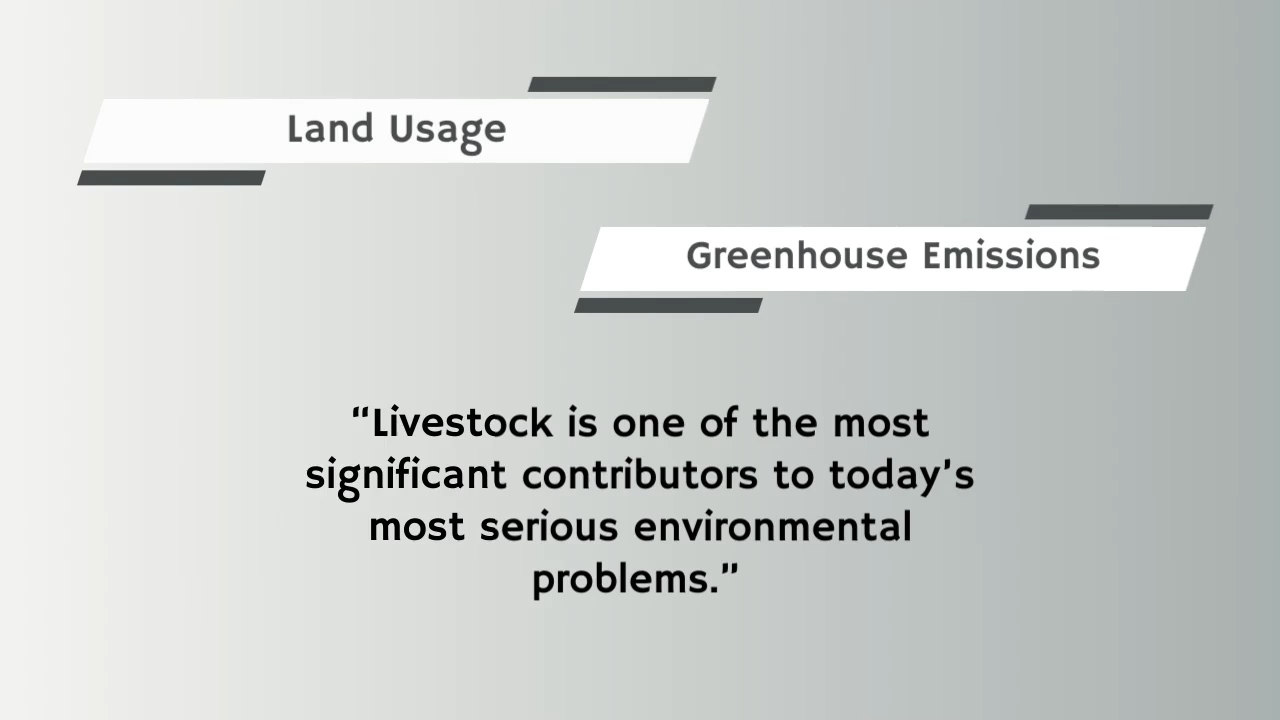 Land Usage
Greenhouse Emissions
“Livestock is one of the most
significant contributors to today’s
most serious environmental
problems.”